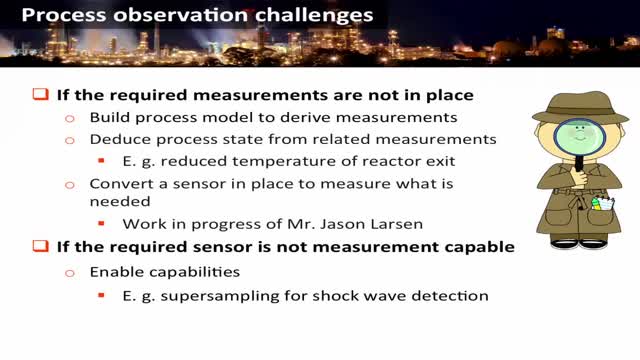 Process observation challenges
If the required measurements are not in place
Build process model to derive measurements
Deduce process state from related measurements
E. g. reduced temperature of reactor exit
Convert a sensor in place to measure what is
needed
Work in progress of Mr. Jason Larsen
If the required sensor is not measurement capable
Enable capabilities
E. g. supersampling for shock wave detection